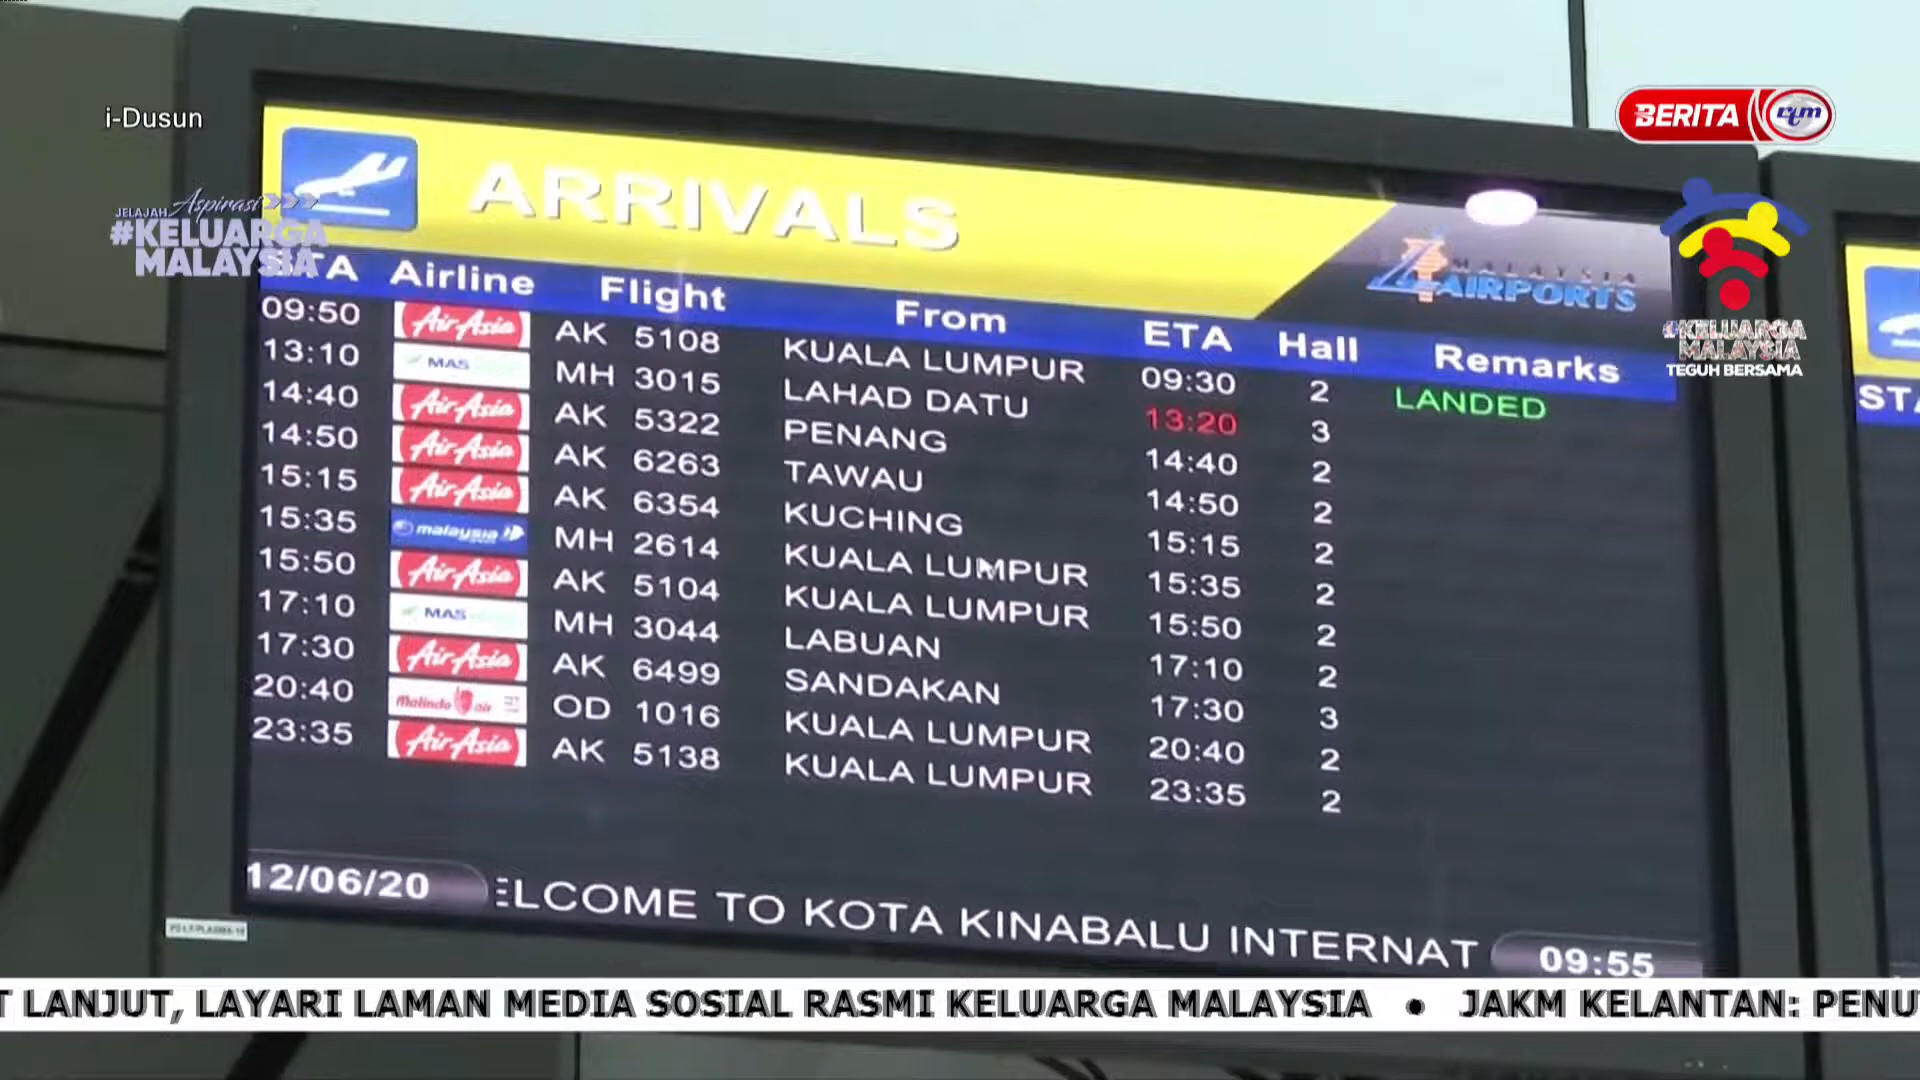 i-Dusun
BERITA rtm
JELAJAH Aspirasi
#KELUARGA
MALAYSIA
ARRIVALS
MALAYSIA
AIRPORTS
#KELUARGA
MALAYSIA
TEGUH BERSAMA
TA Airline Flight From ETA Hall Remarks
09:50 AirAsia AK 5108 KUALA LUMPUR 09:30 2 LANDED
13:10 MAS MH 3015 LAHAD DATU 13:20 3
14:40 AirAsia AK 5322 PENANG 14:40 2
14:50 AirAsia AK 6263 TAWAU 14:50 2
15:15 AirAsia AK 6354 KUCHING 15:15 2
15:35 malaysia MH 2614 KUALA LUMPUR 15:35 2
15:50 AirAsia AK 5104 KUALA LUMPUR 15:50 2
17:10 MAS MH 3044 LABUAN 17:10 2
17:30 AirAsia AK 6499 SANDAKAN 17:30 3
20:40 malindo air OD 1016 KUALA LUMPUR 20:40 2
23:35 AirAsia AK 5138 KUALA LUMPUR 23:35 2
STA
12/06/20 ELCOME TO KOTA KINABALU INTERNAT 09:55
T LANJUT, LAYARI LAMAN MEDIA SOSIAL RASMI KELUARGA MALAYSIA • JAKM KELANTAN: PENU